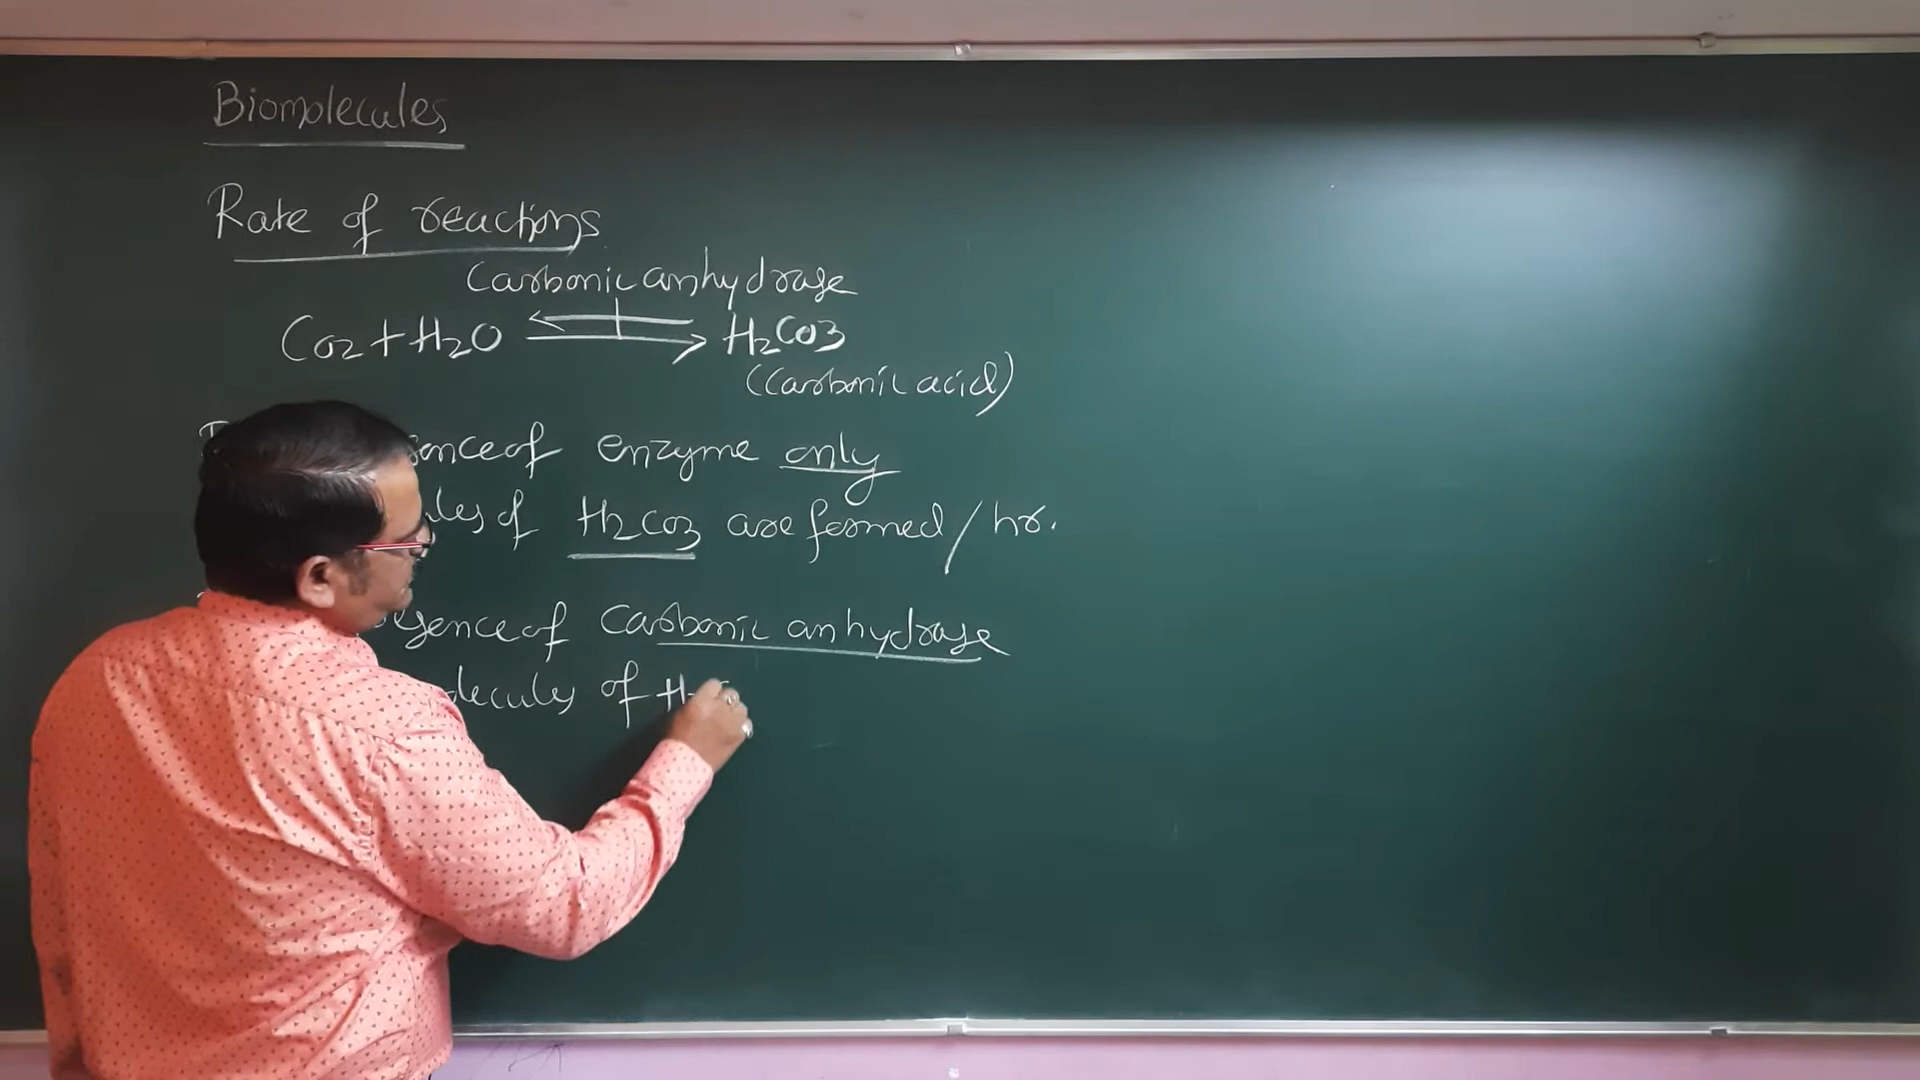 Biomolecules
Rate of reactions
Carbonic anhydrase
Co2 + H2O ⇌ H2Co3
(Carbonic acid)
of enzyme only
of H2Co3 are formed / hr.
of Carbonic anhydrase
of